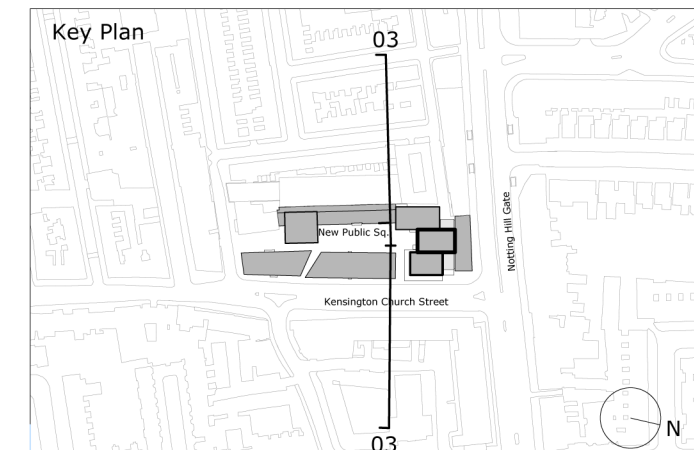 Key Plan
03
New Public Sq.
Notting Hill Gate
Kensington Church Street
N
03